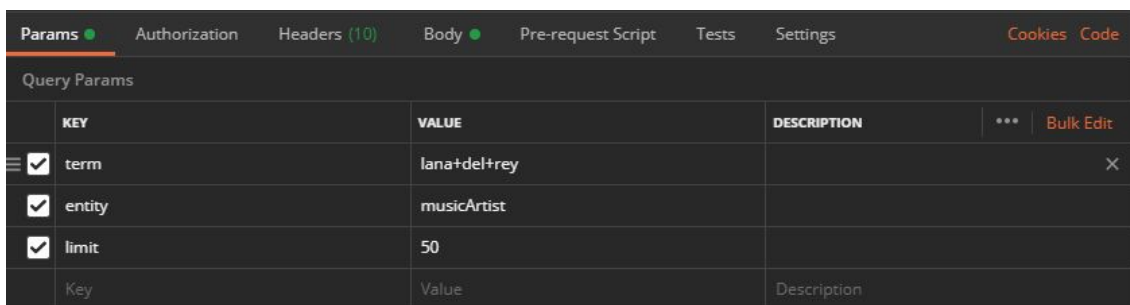 Params Authorization Headers (10) Body Pre-request Script Tests Settings Cookies Code
Query Params
KEY VALUE DESCRIPTION ••• Bulk Edit
term lana+del+rey
entity musicArtist
limit 50
Key Value Description